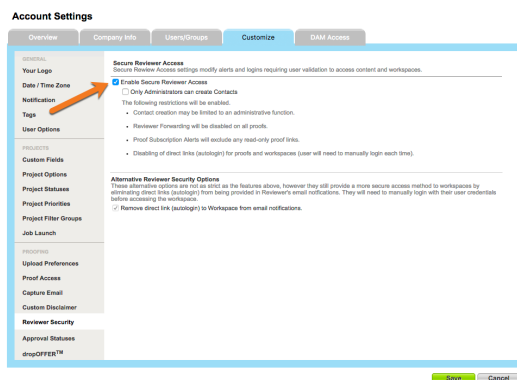 Account Settings
Overview
Company Info
Users/Groups
Customize
DAM Access
GENERAL
Your Logo
Date / Time Zone
Notification
Tags
User Options
PROJECTS
Custom Fields
Project Options
Project Statuses
Project Priorities
Project Filter Groups
Job Launch
PROOFING
Upload Preferences
Proof Access
Capture Email
Custom Disclaimer
Reviewer Security
Approval Statuses
dropOFFER™
Secure Reviewer Access
Secure Review Access settings modify alerts and logins requiring user validation to access content and workspaces.
Enable Secure Reviewer Access
Only Administrators can create Contacts
The following restrictions will be enabled.
• Contact creation may be limited to an administrative function.
• Reviewer Forwarding will be disabled on all proofs.
• Proof Subscription Alerts will exclude any read-only proof links.
• Disabling of direct links (autologin) for proofs and workspaces (user will need to manually login each time).
Alternative Reviewer Security Options
These alternative options are not as strict as the features above, however they still provide a more secure access method to workspaces by
eliminating direct links (autologin) from being provided in Reviewer's email notifications. They will need to manually login with their user credentials
before accessing the workspace.
Remove direct link (autologin) to Workspace from email notifications.
Save
Cancel